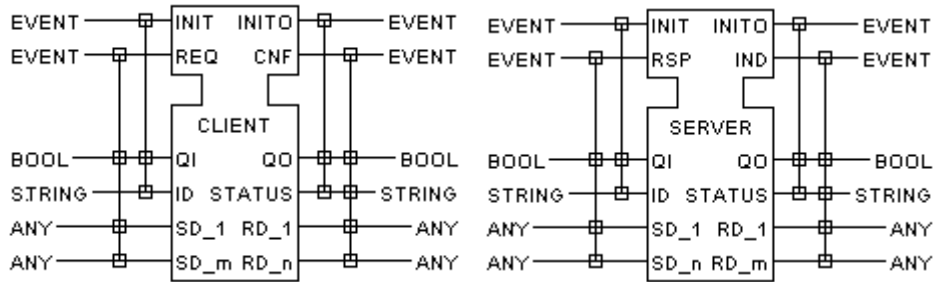 EVENT INIT INITO EVENT
EVENT REQ CNF EVENT
CLIENT
BOOL QI QO BOOL
STRING ID STATUS STRING
ANY SD_1 RD_1 ANY
ANY SD_m RD_n ANY
EVENT INIT INITO EVENT
EVENT RSP IND EVENT
SERVER
BOOL QI QO BOOL
STRING ID STATUS STRING
ANY SD_1 RD_1 ANY
ANY SD_n RD_m ANY